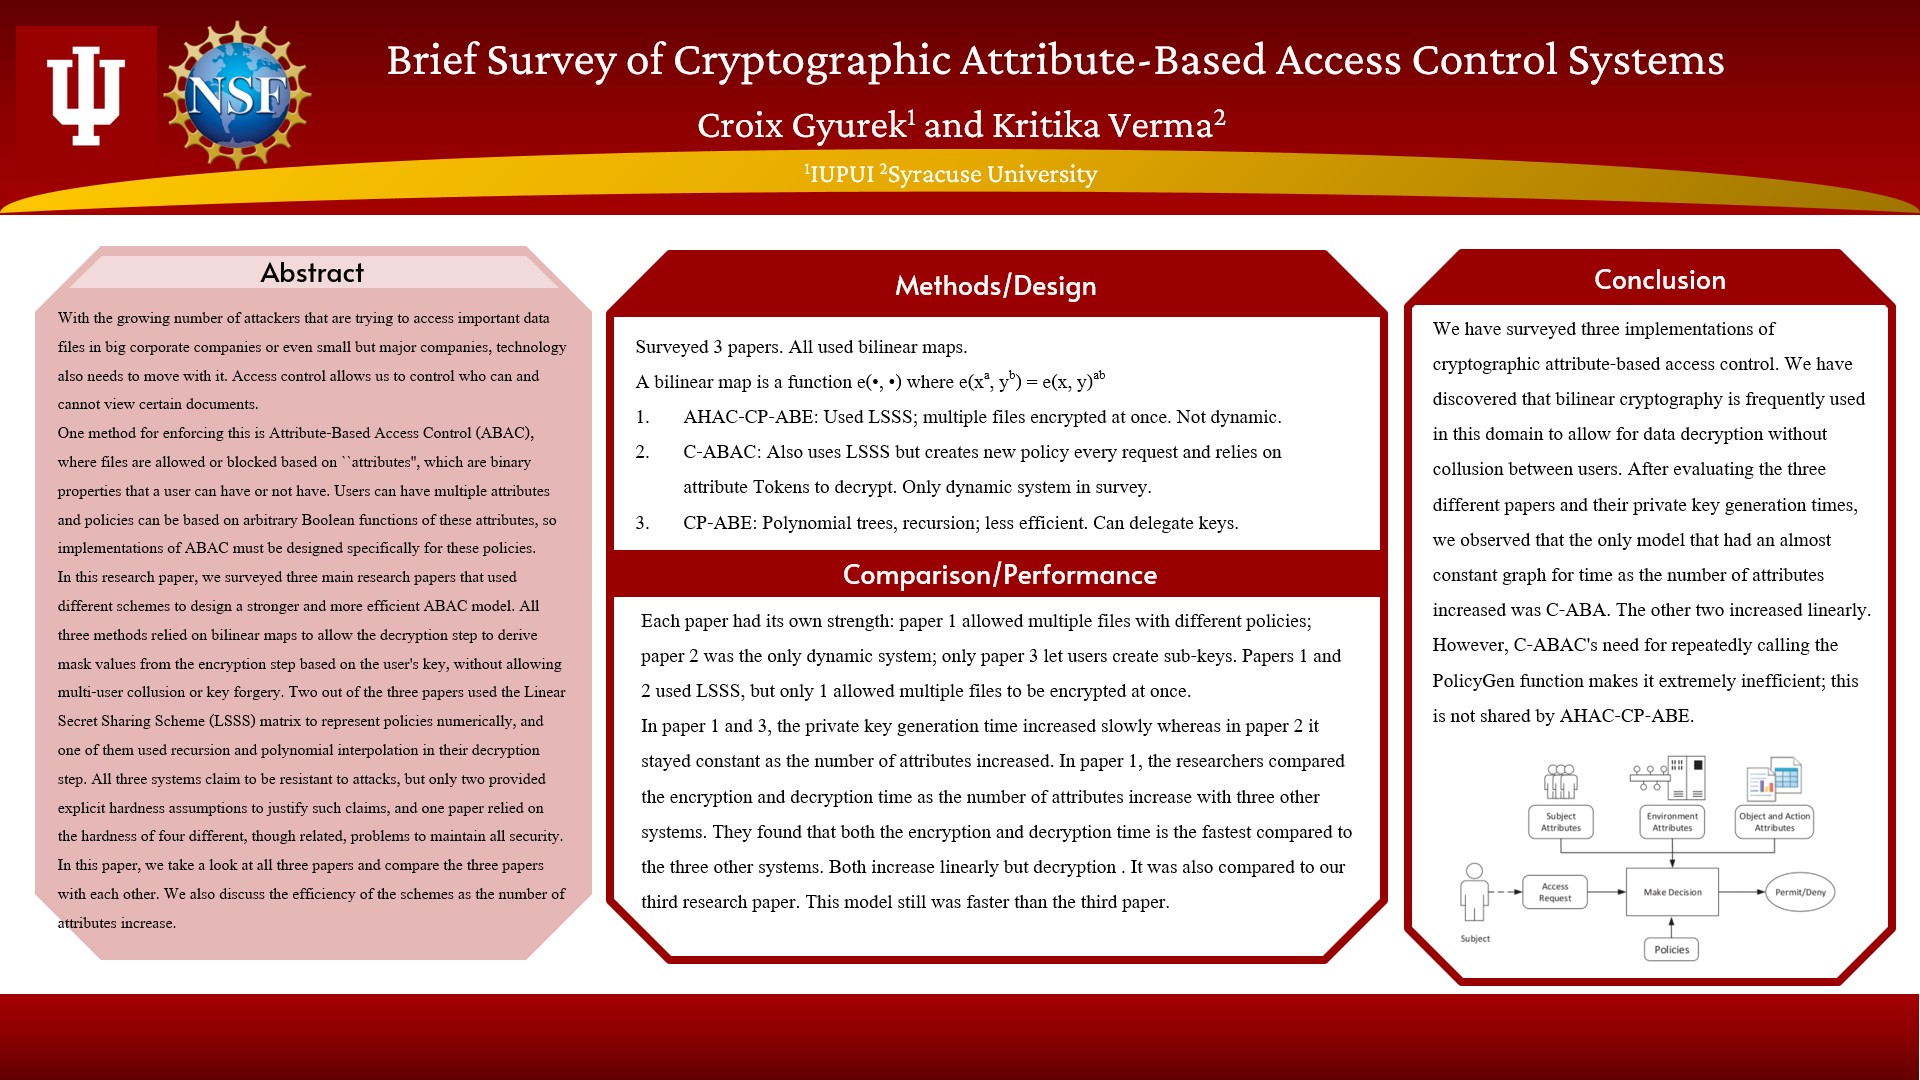 NSF
Brief Survey of Cryptographic Attribute-Based Access Control Systems
Croix Gyurek¹ and Kritika Verma²
¹IUPUI ²Syracuse University
Abstract
With the growing number of attackers that are trying to access important data
files in big corporate companies or even small but major companies, technology
also needs to move with it. Access control allows us to control who can and
cannot view certain documents.
One method for enforcing this is Attribute-Based Access Control (ABAC),
where files are allowed or blocked based on ``attributes", which are binary
properties that a user can have or not have. Users can have multiple attributes
and policies can be based on arbitrary Boolean functions of these attributes, so
implementations of ABAC must be designed specifically for these policies.
In this research paper, we surveyed three main research papers that used
different schemes to design a stronger and more efficient ABAC model. All
three methods relied on bilinear maps to allow the decryption step to derive
mask values from the encryption step based on the user's key, without allowing
multi-user collusion or key forgery. Two out of the three papers used the Linear
Secret Sharing Scheme (LSSS) matrix to represent policies numerically, and
one of them used recursion and polynomial interpolation in their decryption
step. All three systems claim to be resistant to attacks, but only two provided
explicit hardness assumptions to justify such claims, and one paper relied on
the hardness of four different, though related, problems to maintain all security.
In this paper, we take a look at all three papers and compare the three papers
with each other. We also discuss the efficiency of the schemes as the number of
attributes increase.
Methods/Design
Surveyed 3 papers. All used bilinear maps.
A bilinear map is a function e(•, •) where e(xᵃ, yᵇ) = e(x, y)ᵃᵇ
1. AHAC-CP-ABE: Used LSSS; multiple files encrypted at once. Not dynamic.
2. C-ABAC: Also uses LSSS but creates new policy every request and relies on
attribute Tokens to decrypt. Only dynamic system in survey.
3. CP-ABE: Polynomial trees, recursion; less efficient. Can delegate keys.
Comparison/Performance
Each paper had its own strength: paper 1 allowed multiple files with different policies;
paper 2 was the only dynamic system; only paper 3 let users create sub-keys. Papers 1 and
2 used LSSS, but only 1 allowed multiple files to be encrypted at once.
In paper 1 and 3, the private key generation time increased slowly whereas in paper 2 it
stayed constant as the number of attributes increased. In paper 1, the researchers compared
the encryption and decryption time as the number of attributes increase with three other
systems. They found that both the encryption and decryption time is the fastest compared to
the three other systems. Both increase linearly but decryption . It was also compared to our
third research paper. This model still was faster than the third paper.
Conclusion
We have surveyed three implementations of
cryptographic attribute-based access control. We have
discovered that bilinear cryptography is frequently used
in this domain to allow for data decryption without
collusion between users. After evaluating the three
different papers and their private key generation times,
we observed that the only model that had an almost
constant graph for time as the number of attributes
increased was C-ABA. The other two increased linearly.
However, C-ABAC's need for repeatedly calling the
PolicyGen function makes it extremely inefficient; this
is not shared by AHAC-CP-ABE.
Subject
Attributes
Environment
Attributes
Object and Action
Attributes
Access
Request
Make Decision
Permit/Deny
Subject
Policies